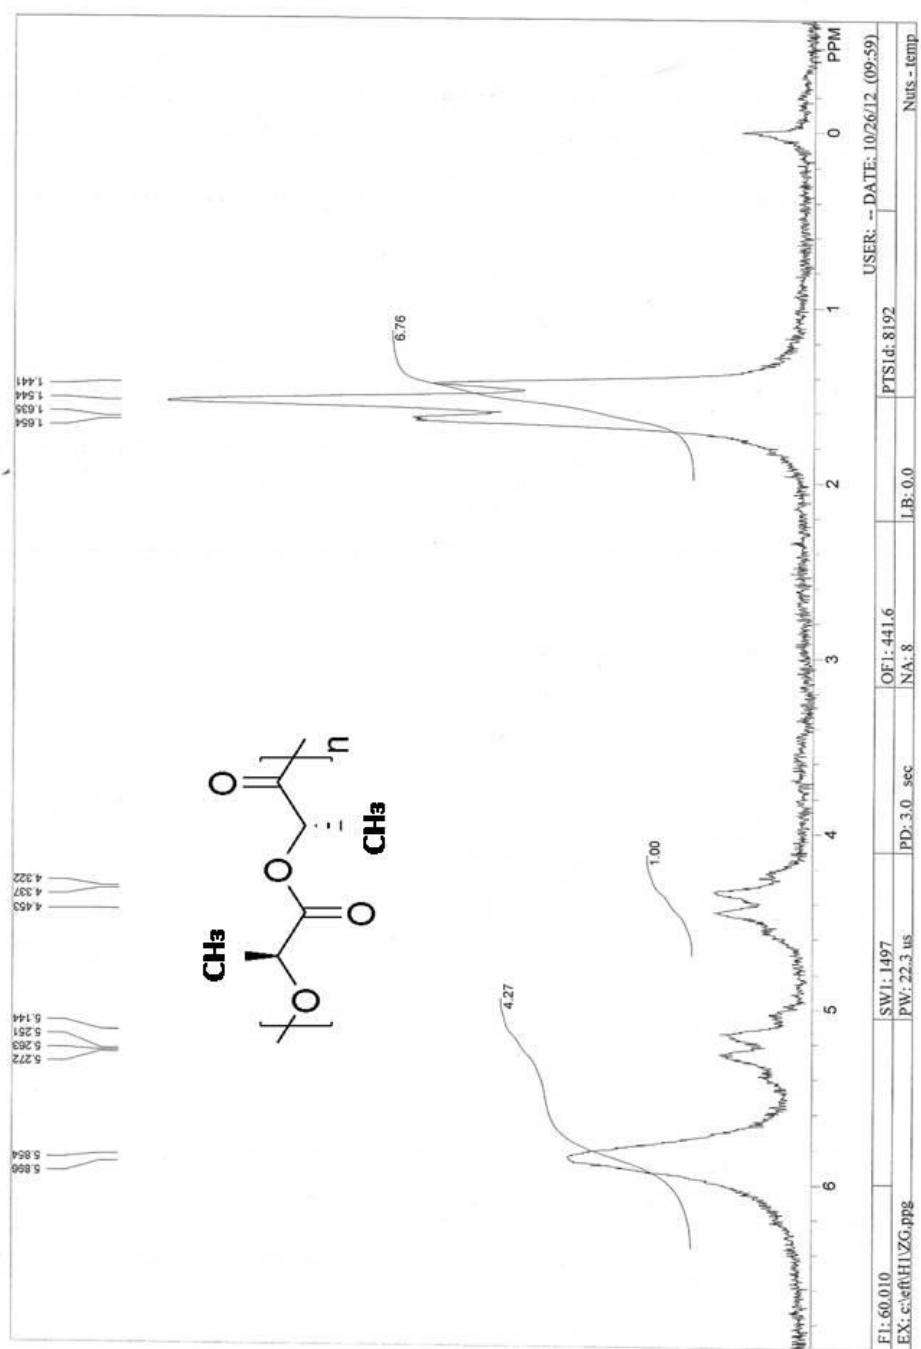 5.896
5.854
5.272
5.263
5.251
5.144
4.453
4.337
4.322
1.654
1.635
1.544
1.441
CH3
O
O
O
O
CH3
n
4.27
1.00
6.76
6 5 4 3 2 1 0 PPM
USER: -- DATE: 10/26/12 (09:59)
F1: 60.010 SW1: 1497 OF1: 441.6 PTS1d: 8192
EX: c:\eft\H1\ZG.ppg PW: 22.3 us PD: 3.0 sec NA: 8 LB: 0.0 Nuts - temp